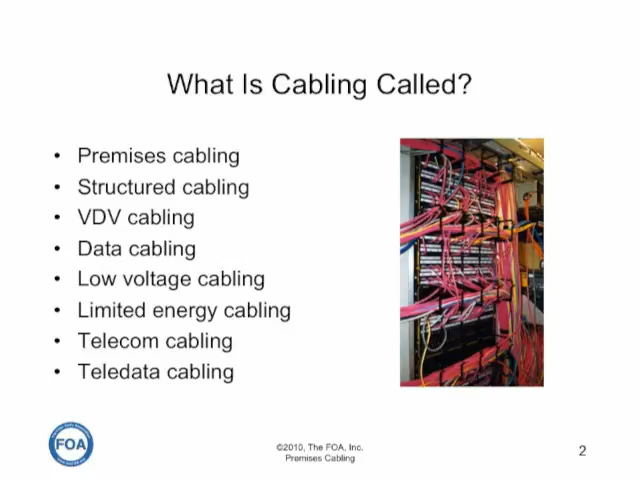 What Is Cabling Called?
• Premises cabling
• Structured cabling
• VDV cabling
• Data cabling
• Low voltage cabling
• Limited energy cabling
• Telecom cabling
• Teledata cabling
FOA
©2010, The FOA, Inc.
Premises Cabling
2